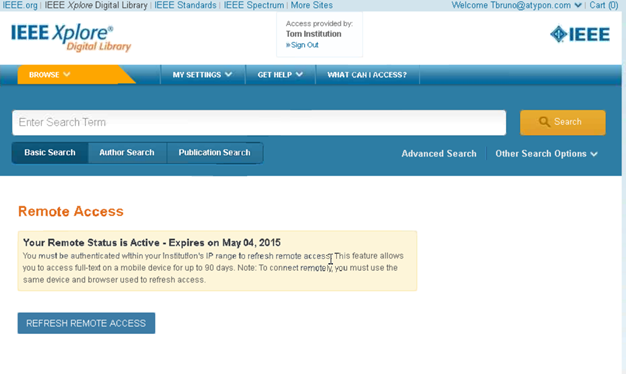 IEEE.org | IEEE Xplore Digital Library | IEEE Standards | IEEE Spectrum | More Sites
Welcome Tbruno@atypon.com | Cart (0)
Access provided by:
Tom Institution
» Sign Out
IEEE Xplore®
Digital Library
IEEE
BROWSE
MY SETTINGS
GET HELP
WHAT CAN I ACCESS?
Enter Search Term
Search
Basic Search
Author Search
Publication Search
Advanced Search
Other Search Options
Remote Access
Your Remote Status is Active - Expires on May 04, 2015
You must be authenticated within your Institution's IP range to refresh remote access. This feature allows
you to access full-text on a mobile device for up to 90 days. Note: To connect remotely, you must use the
same device and browser used to refresh access.
REFRESH REMOTE ACCESS